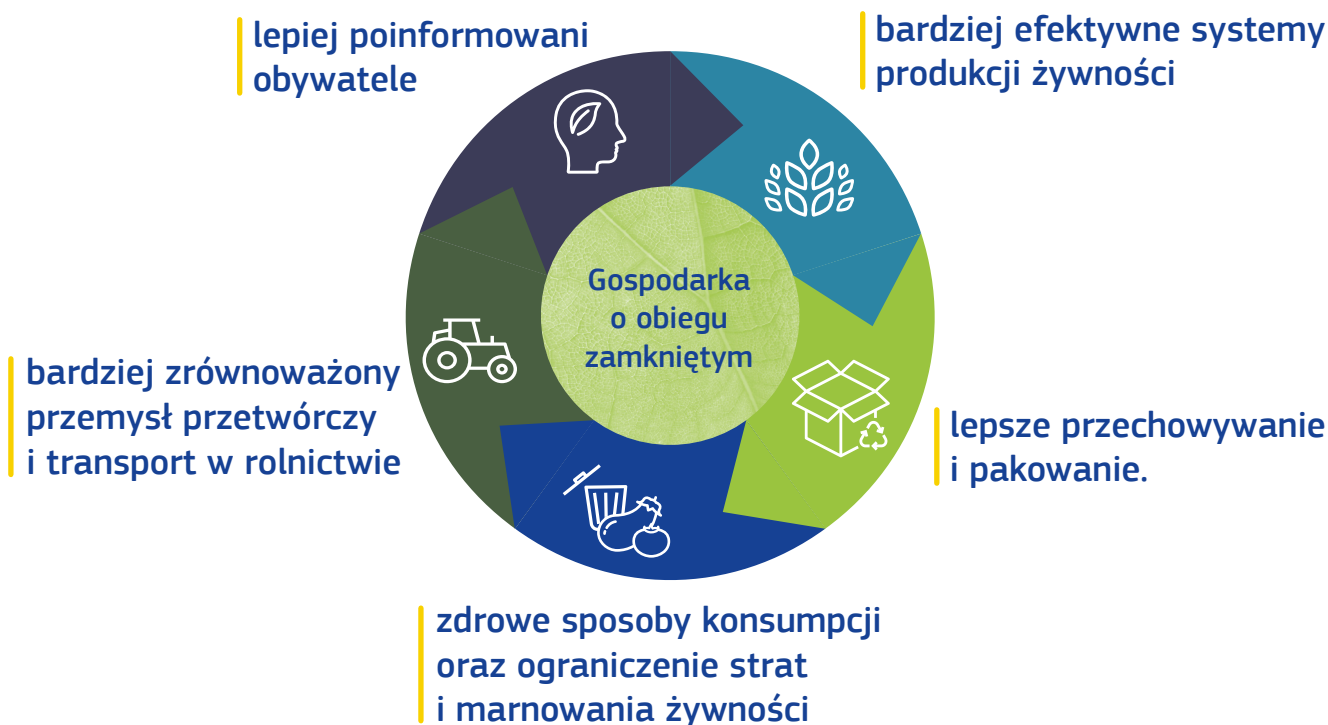 lepiej poinformowani
obywatele
bardziej efektywne systemy
produkcji żywności
Gospodarka
o obiegu
zamkniętym
bardziej zrównoważony
przemysł przetwórczy
i transport w rolnictwie
lepsze przechowywanie
i pakowanie.
zdrowe sposoby konsumpcji
oraz ograniczenie strat
i marnowania żywności